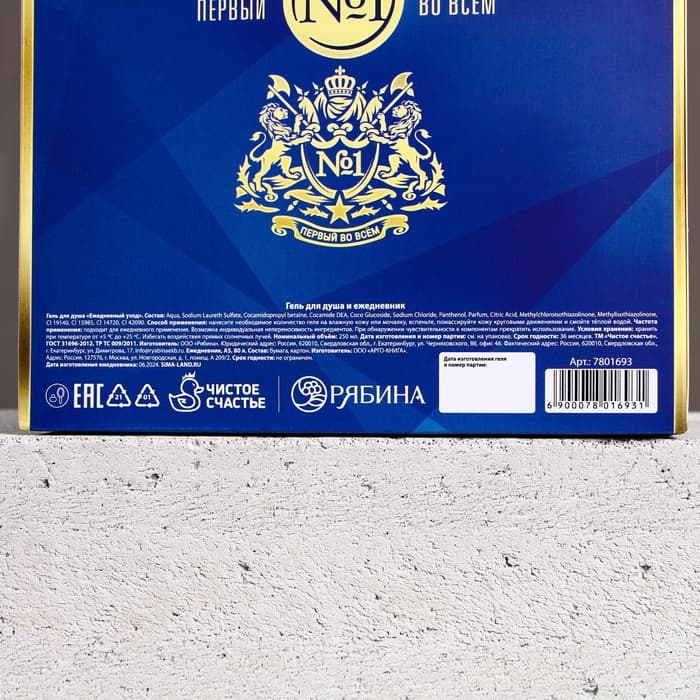 ПЕРВЫЙ №1 ВО ВСЕМ
№1
ПЕРВЫЙ ВО ВСЁМ
Гель для душа и ежедневник
Гель для душа «Ежедневный уход». Состав: Aqua, Sodium Laureth Sulfate, Cocamidopropyl betaine, Cocamide DEA, Coco Glucoside, Sodium Chloride, Panthenol, Parfum, Citric Acid, Methylchloroisothiazolinone, Methylisothiazolinone,
CI 19140, CI 15985, CI 14720, CI 42090. Способ применения: нанесите необходимое количество геля на влажную кожу или мочалку, вспеньте, помассируйте кожу круговыми движениями и смойте тёплой водой. Частота
применения: подходит для ежедневного применения. Возможна индивидуальная непереносимость ингредиентов. При обнаружении чувствительности к компонентам прекратить использование. Условия хранения: хранить
при температуре от +5 °С до +25 °С. Избегать воздействия прямых солнечных лучей. Номинальный объём: 250 мл. Дата изготовления и номер партии: см. на упаковке. Срок годности: 36 месяцев. ТМ «Чистое счастье».
ГОСТ 31696-2012, ТР ТС 009/2011. Изготовитель: ООО «Рябина». Юридический адрес: Россия, 620010, Свердловская обл., г. Екатеринбург, ул. Черняховского, 86, офис 46. Фактический адрес: Россия, 620010, Свердловская обл.,
г. Екатеринбург, ул. Димитрова, 17, info@ryabinaekb.ru. Ежедневник, А5, 80 л. Состав: бумага, картон. Изготовитель: ООО «АРГО-КНИГА».
Адрес: Россия, 127576, г. Москва, ул. Новгородская, д. 1, помещ. А 209/2. Срок годности: не ограничен.
Дата изготовления ежедневника: 06.2024. SIMA-LAND.RU
EAC 21 01 ЧИСТОЕ СЧАСТЬЕ РЯБИНА
Дата изготовления геля
и номер партии:
Арт.: 7801693
6 900078 016931